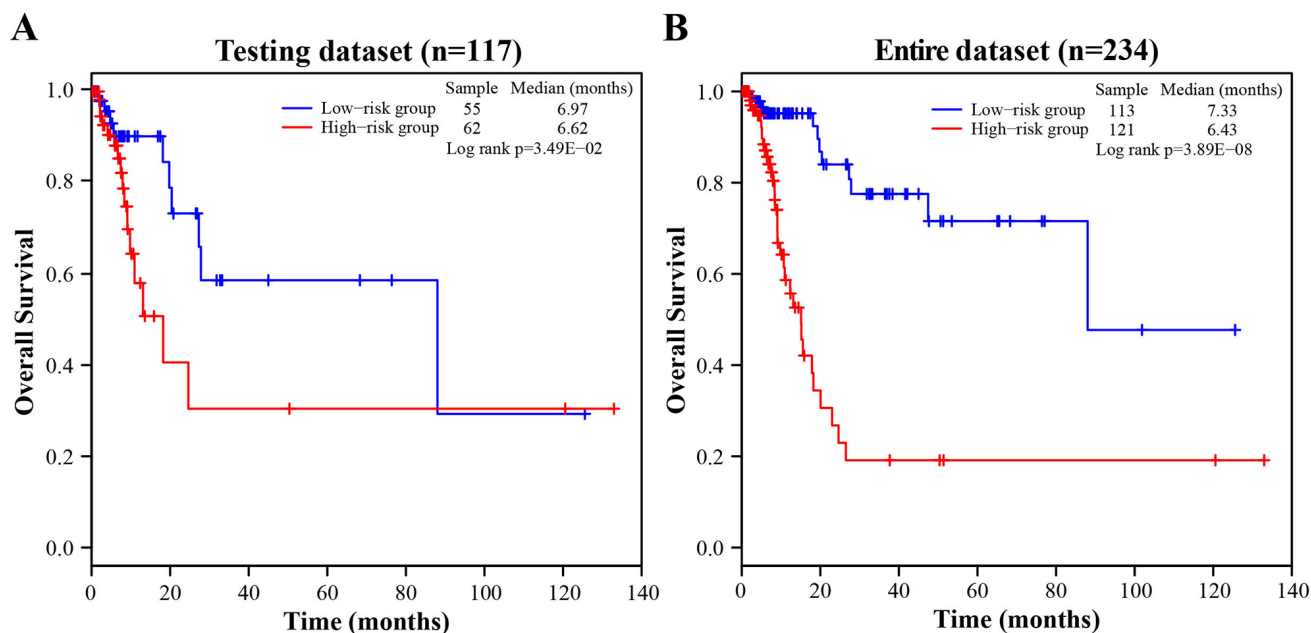 A
Testing dataset (n=117)
Sample Median (months)
Low−risk group 55 6.97
High−risk group 62 6.62
Log rank p=3.49E−02
Overall Survival
1.0
0.8
0.6
0.4
0.2
0.0
0 20 40 60 80 100 120 140
Time (months)
B
Entire dataset (n=234)
Sample Median (months)
Low−risk group 113 7.33
High−risk group 121 6.43
Log rank p=3.89E−08
Overall Survival
1.0
0.8
0.6
0.4
0.2
0.0
0 20 40 60 80 100 120 140
Time (months)